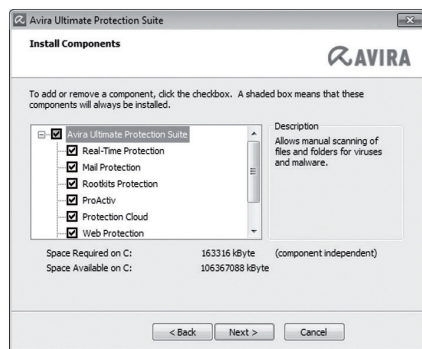 Avira Ultimate Protection Suite
Install Components
AVIRA
To add or remove a component, click the checkbox. A shaded box means that these
components will always be installed.
Avira Ultimate Protection Suite
Real-Time Protection
Mail Protection
Rootkits Protection
ProActiv
Protection Cloud
Web Protection
Description
Allows manual scanning of
files and folders for viruses
and malware.
Space Required on C: 163316 kByte (component independent)
Space Available on C: 106367088 kByte
< Back Next > Cancel